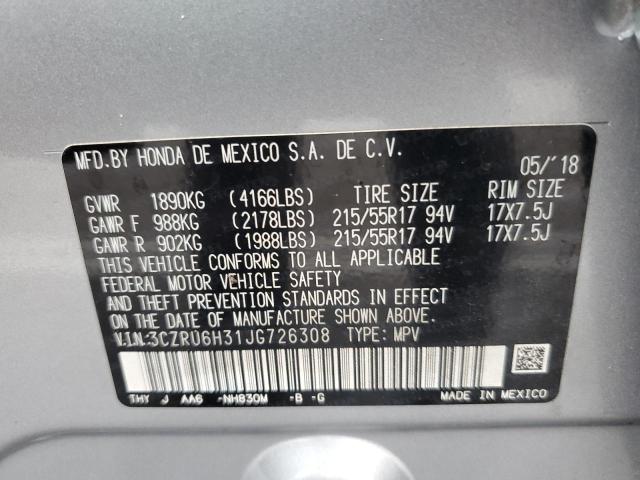 MFD.BY HONDA DE MEXICO S.A. DE C.V.
05/'18
GVWR 1890KG (4166LBS) TIRE SIZE RIM SIZE
GAWR F 988KG (2178LBS) 215/55R17 94V 17X7.5J
GAWR R 902KG (1988LBS) 215/55R17 94V 17X7.5J
THIS VEHICLE CONFORMS TO ALL APPLICABLE
FEDERAL MOTOR VEHICLE SAFETY
AND THEFT PREVENTION STANDARDS IN EFFECT
ON THE DATE OF MANUFACTURE SHOWN ABOVE.
V.I.N:3CZRU6H31JG726308 TYPE: MPV
THY J AA6 -NH830M -B -G MADE IN MEXICO